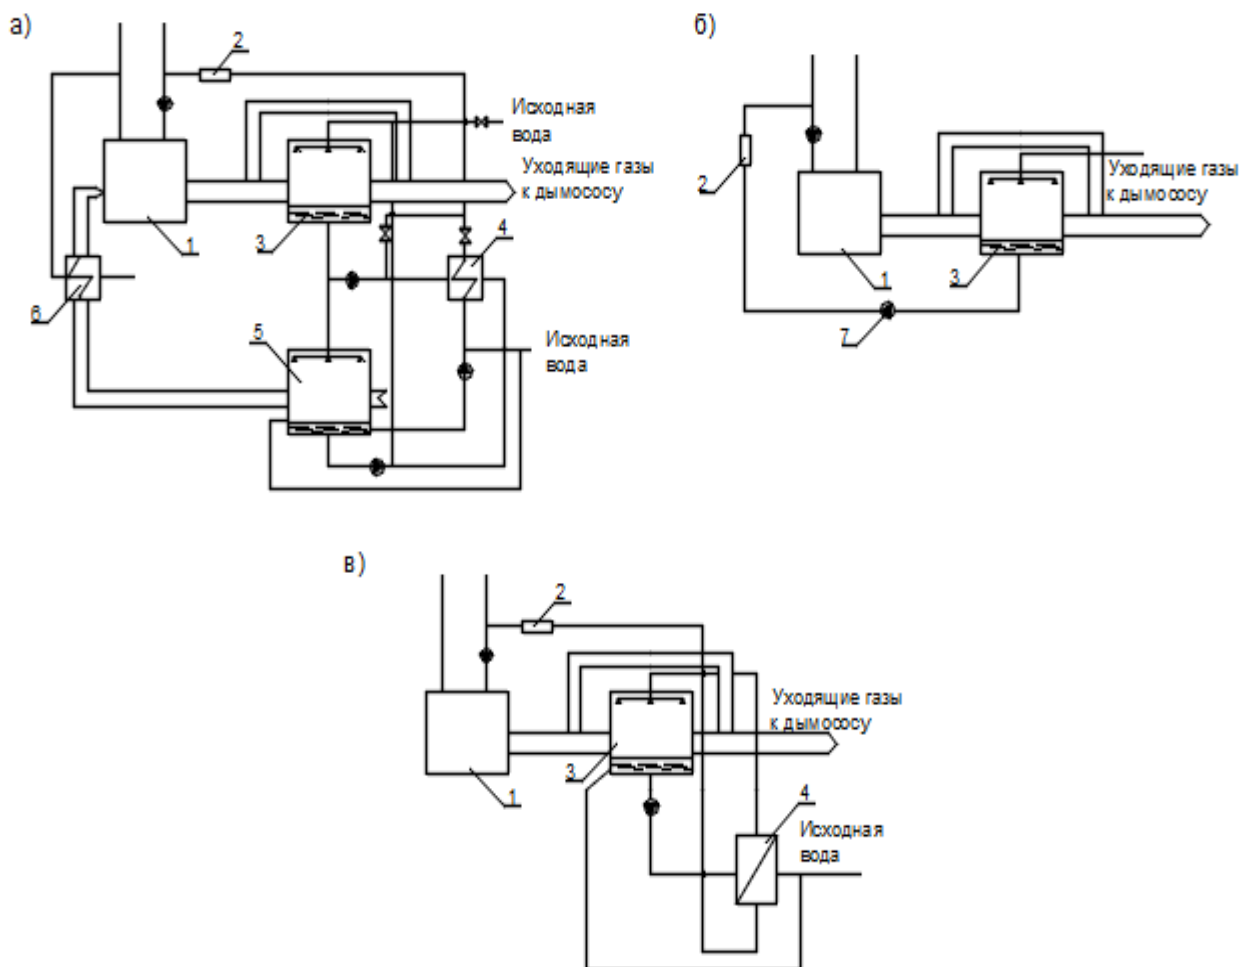 а)
2
Исходная
вода
Уходящие газы
к дымососу
1
3
4
6
5
Исходная
вода
б)
2
Уходящие газы
к дымососу
1
3
7
в)
2
Уходящие газы
к дымососу
1
3
4
Исходная
вода